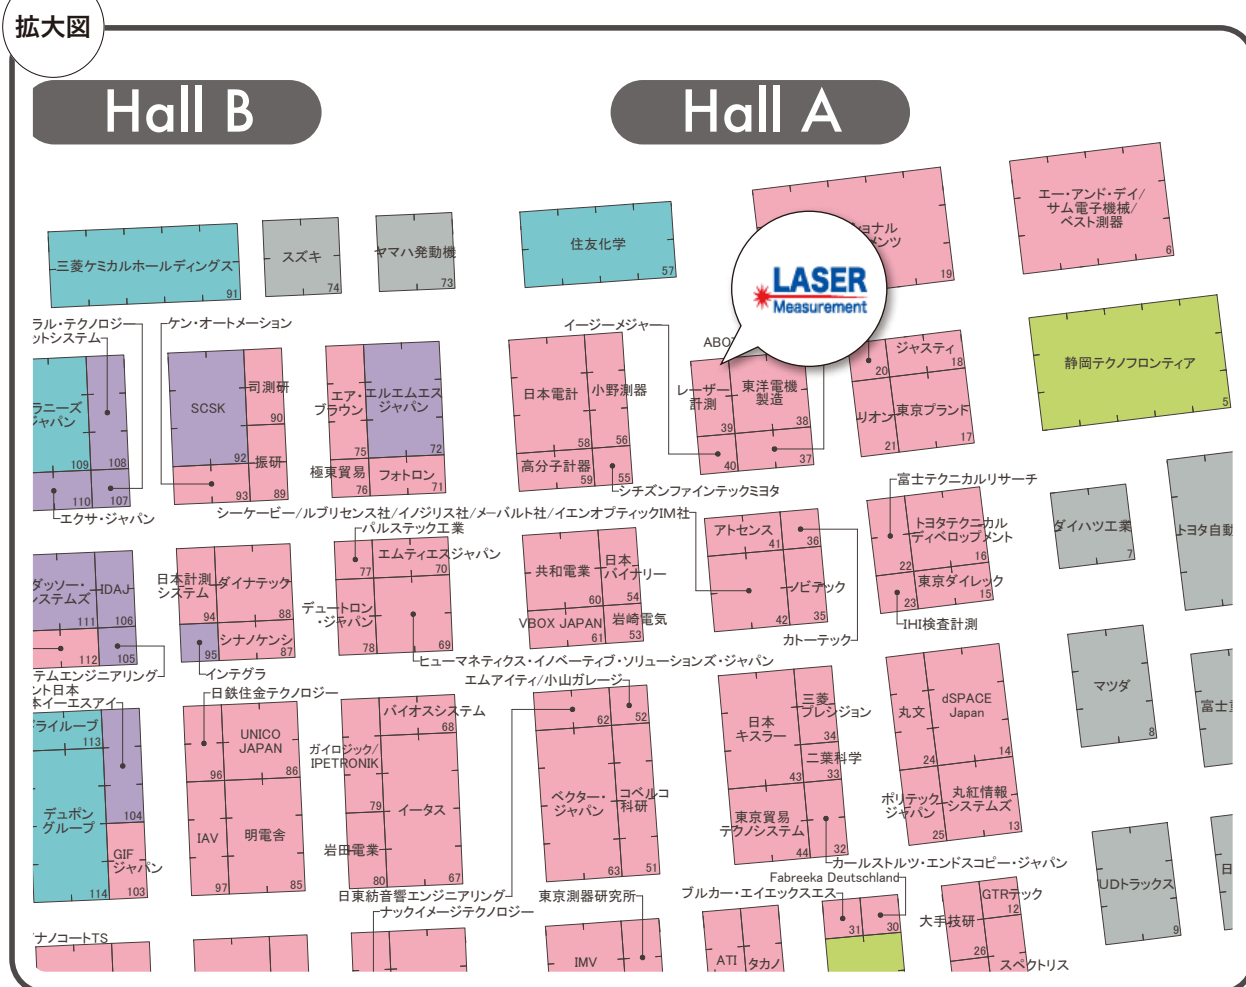 拡大図
Hall B
Hall A
三菱ケミカルホールディングス
91
スズキ
74
ヤマハ発動機
73
住友化学
57
ョナル
メンツ
19
エー・アンド・デイ/
サム電子機械/
ベスト測器
6
LASER
Measurement
静岡テクノフロンティア
5
ラル・テクノロジー
ットシステム
ケン・オートメーション
イージーメジャー
ABO
ラニーズ
ジャパン
109
108
110
107
エクサ・ジャパン
SCSK
92
司測研
90
振研
89
93
エア・
ブラウン
75
エルエムエス
ジャパン
72
極東貿易
76
フォトロン
71
日本電計
58
小野測器
56
高分子計器
59
55
シチズンファインテックミヨタ
レーザー
計測
39
東洋電機
製造
38
40
37
20
ジャスティ
18
リオン
21
東京プラント
17
シーケービー/ルブリセンス社/イノジリス社/メーバルト社/イエンオプティックIM社
パルステック工業
富士テクニカルリサーチ
ダッソー・
システムズ
111
IDAJ
106
112
105
テムエンジニアリング
ント日本
本イーエスアイ
日本計測
システム
94
ダイナテック
88
95
シナノケンシ
87
インテグラ
77
エムティエスジャパン
70
デュートロン
・ジャパン
78
69
ヒューマネティクス・イノベーティブ・ソリューションズ・ジャパン
共和電業
60
日本
バイナリー
54
VBOX JAPAN
61
岩崎電気
53
アトセンス
41
36
42
ノビテック
35
カトーテック
22
トヨタテクニカル
ディベロップメント
16
23
東京ダイレック
15
IHI検査計測
ダイハツ工業
7
トヨタ自動
日鉄住金テクノロジー
エムアイティ/小山ガレージ
ライループ
113
デュポン
グループ
114
104
GIF
ジャパン
103
96
UNICO
JAPAN
86
IAV
97
明電舎
85
ガイロジック/
IPETRONIK
79
バイオスシステム
68
イータス
67
岩田電業
80
62
52
ベクター・
ジャパン
63
コベルコ
科研
51
日本
キスラー
43
三菱
プレシジョン
34
二葉科学
33
東京貿易
テクノシステム
44
32
カールストルツ・エンドスコピー・ジャパン
丸文
24
dSPACE
Japan
14
ポリテック
ジャパン
25
丸紅情報
システムズ
13
マツダ
8
富士
UDトラックス
9
日
日東紡音響エンジニアリング
東京測器研究所
ブルカー・エイエックスエス
Fabreeka Deutschland
ナックイメージテクノロジー
ナノコートTS
IMV
ATI
タカノ
31
30
大手技研
26
GTRテック
12
スペクトリス